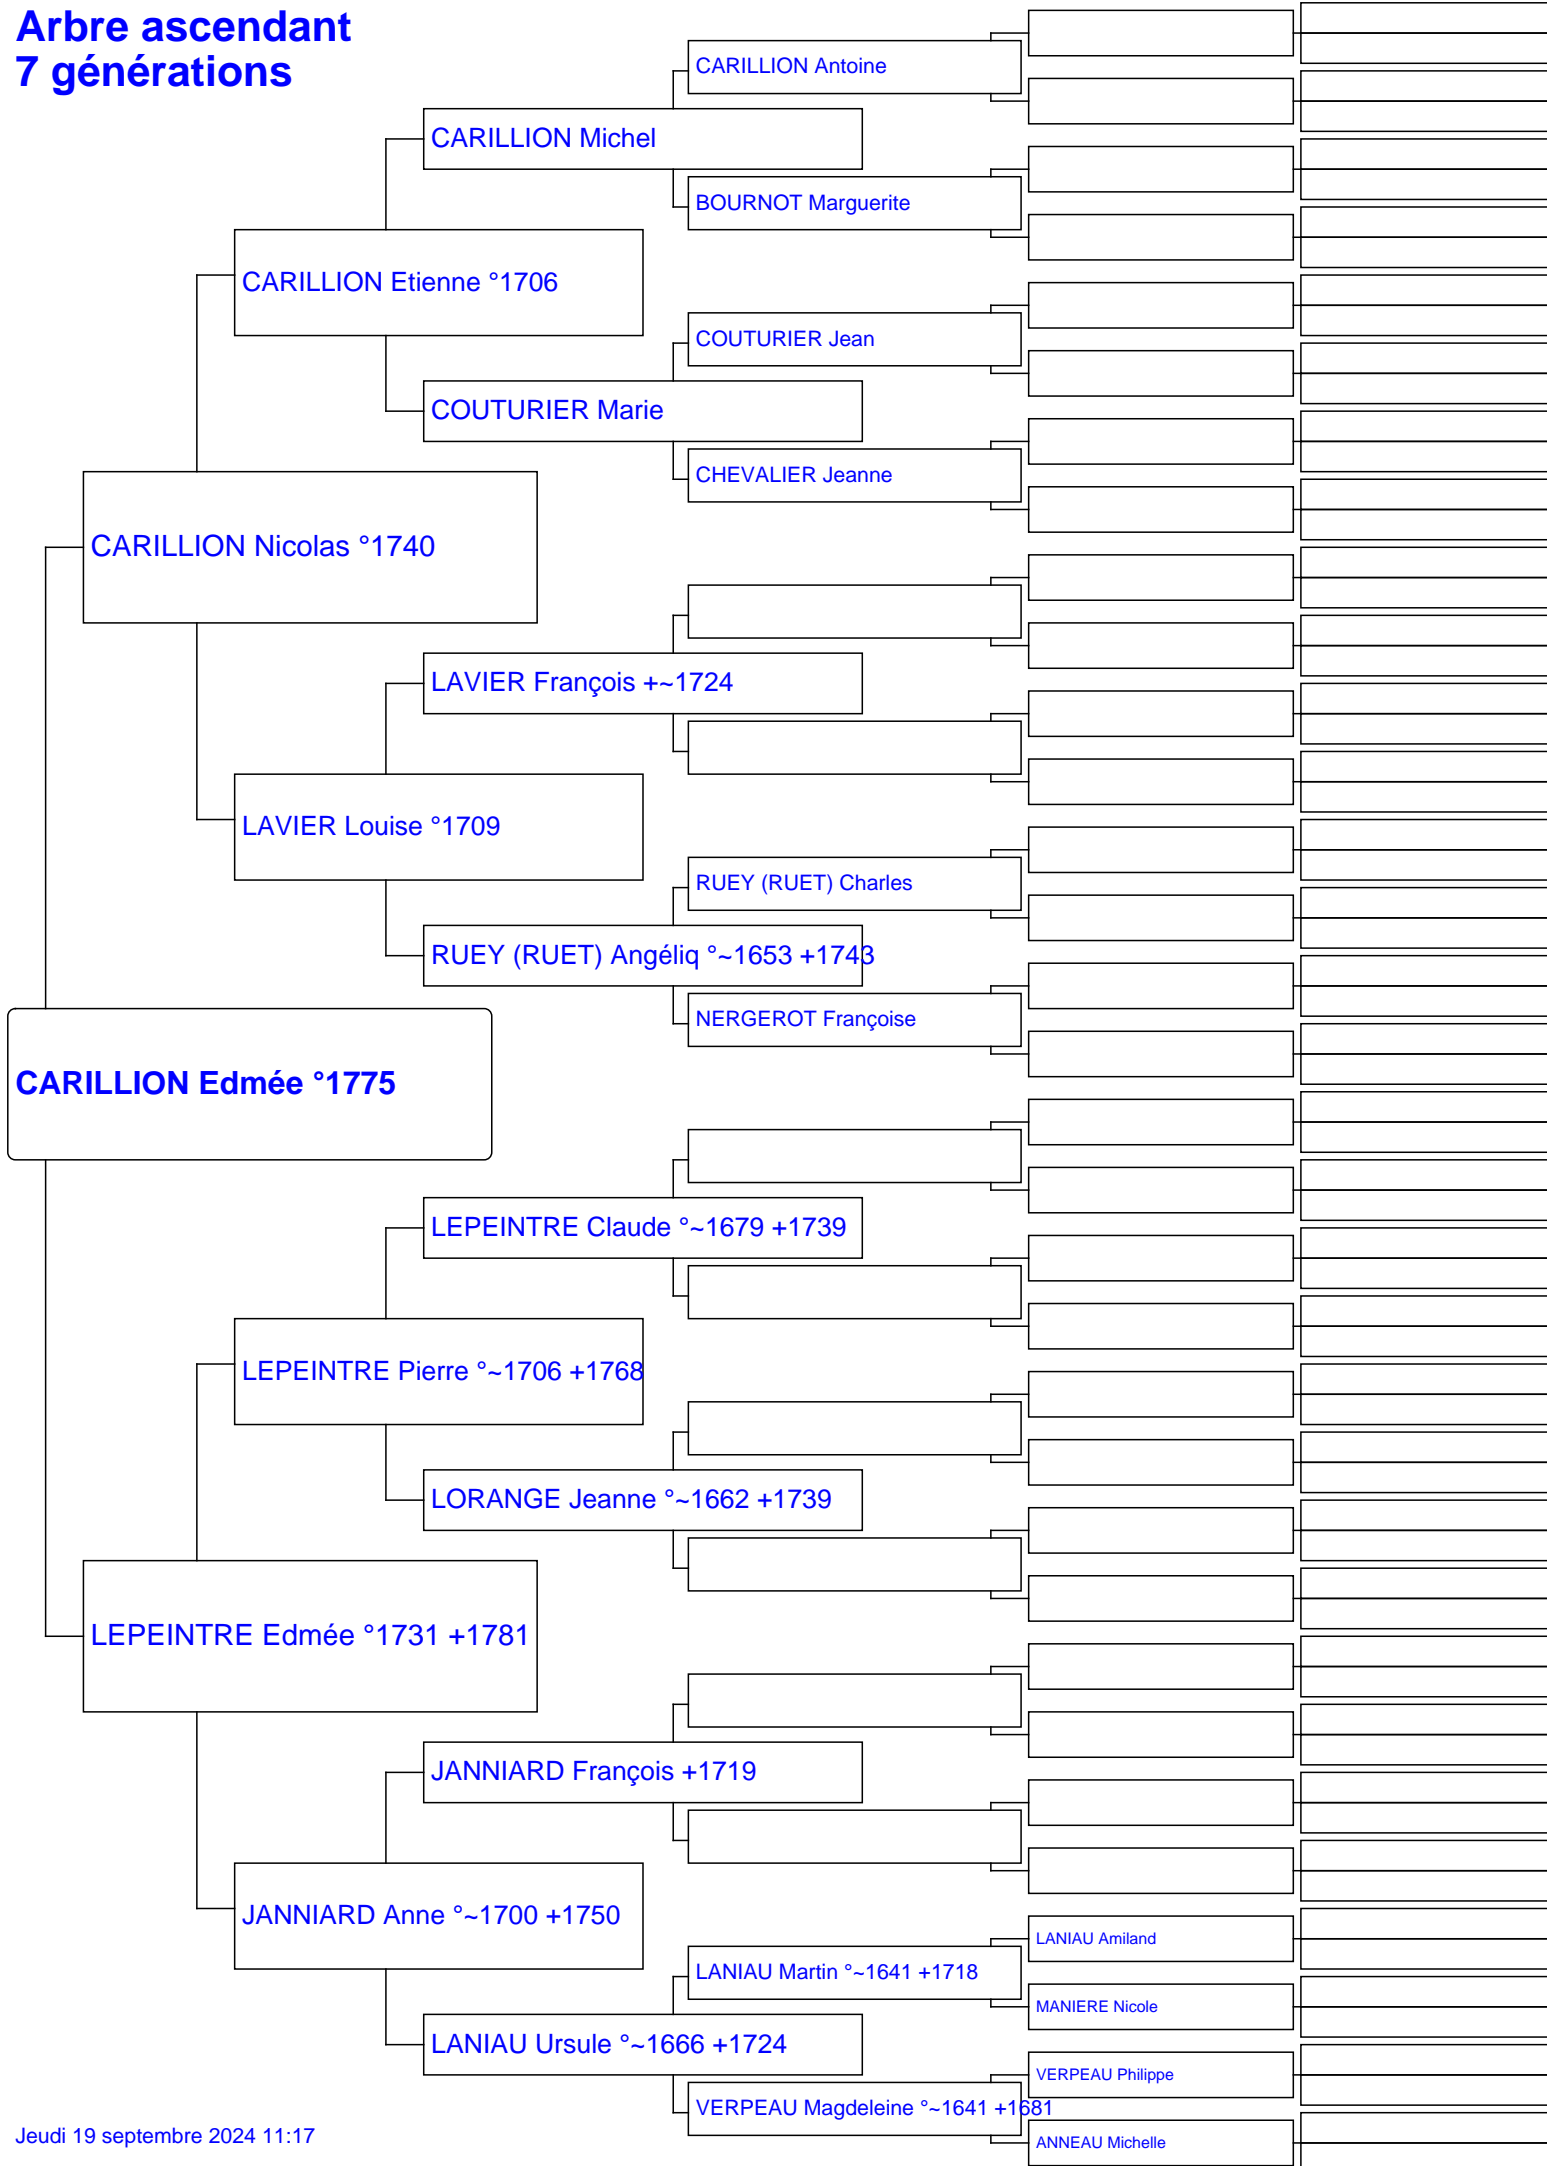 Arbre ascendant
7 générations
CARILLION Antoine
CARILLION Michel
BOURNOT Marguerite
CARILLION Etienne °1706
COUTURIER Jean
COUTURIER Marie
CHEVALIER Jeanne
CARILLION Nicolas °1740
LAVIER François +~1724
LAVIER Louise °1709
RUEY (RUET) Charles
RUEY (RUET) Angéliq °~1653 +1743
NERGEROT Françoise
CARILLION Edmée °1775
LEPEINTRE Claude °~1679 +1739
LEPEINTRE Pierre °~1706 +1768
LORANGE Jeanne °~1662 +1739
LEPEINTRE Edmée °1731 +1781
JANNIARD François +1719
JANNIARD Anne °~1700 +1750
LANIAU Amiland
LANIAU Martin °~1641 +1718
MANIERE Nicole
LANIAU Ursule °~1666 +1724
VERPEAU Philippe
VERPEAU Magdeleine °~1641 +1681
ANNEAU Michelle
Jeudi 19 septembre 2024 11:17